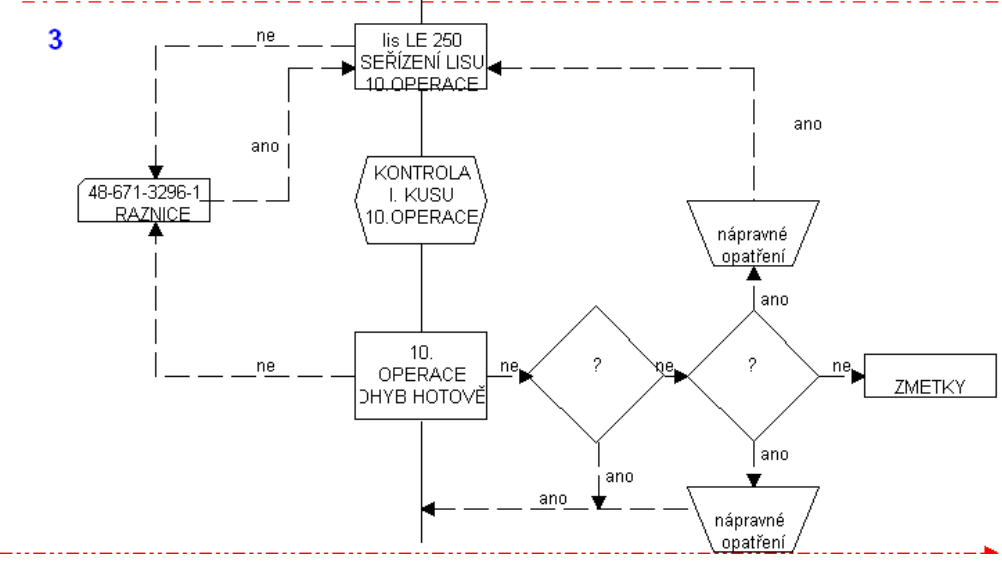 3
ne
lis LE 250
SEŘÍZENÍ LISU
10.OPERACE
ano
ano
48-671-3296-1
RAZNICE
KONTROLA
I. KUSU
10.OPERACE
nápravné
opatření
ano
ne
10.
OPERACE
OHYB HOTOVĚ
ne
?
ne
?
ne
ZMETKY
ano
ano
ano
nápravné
opatření